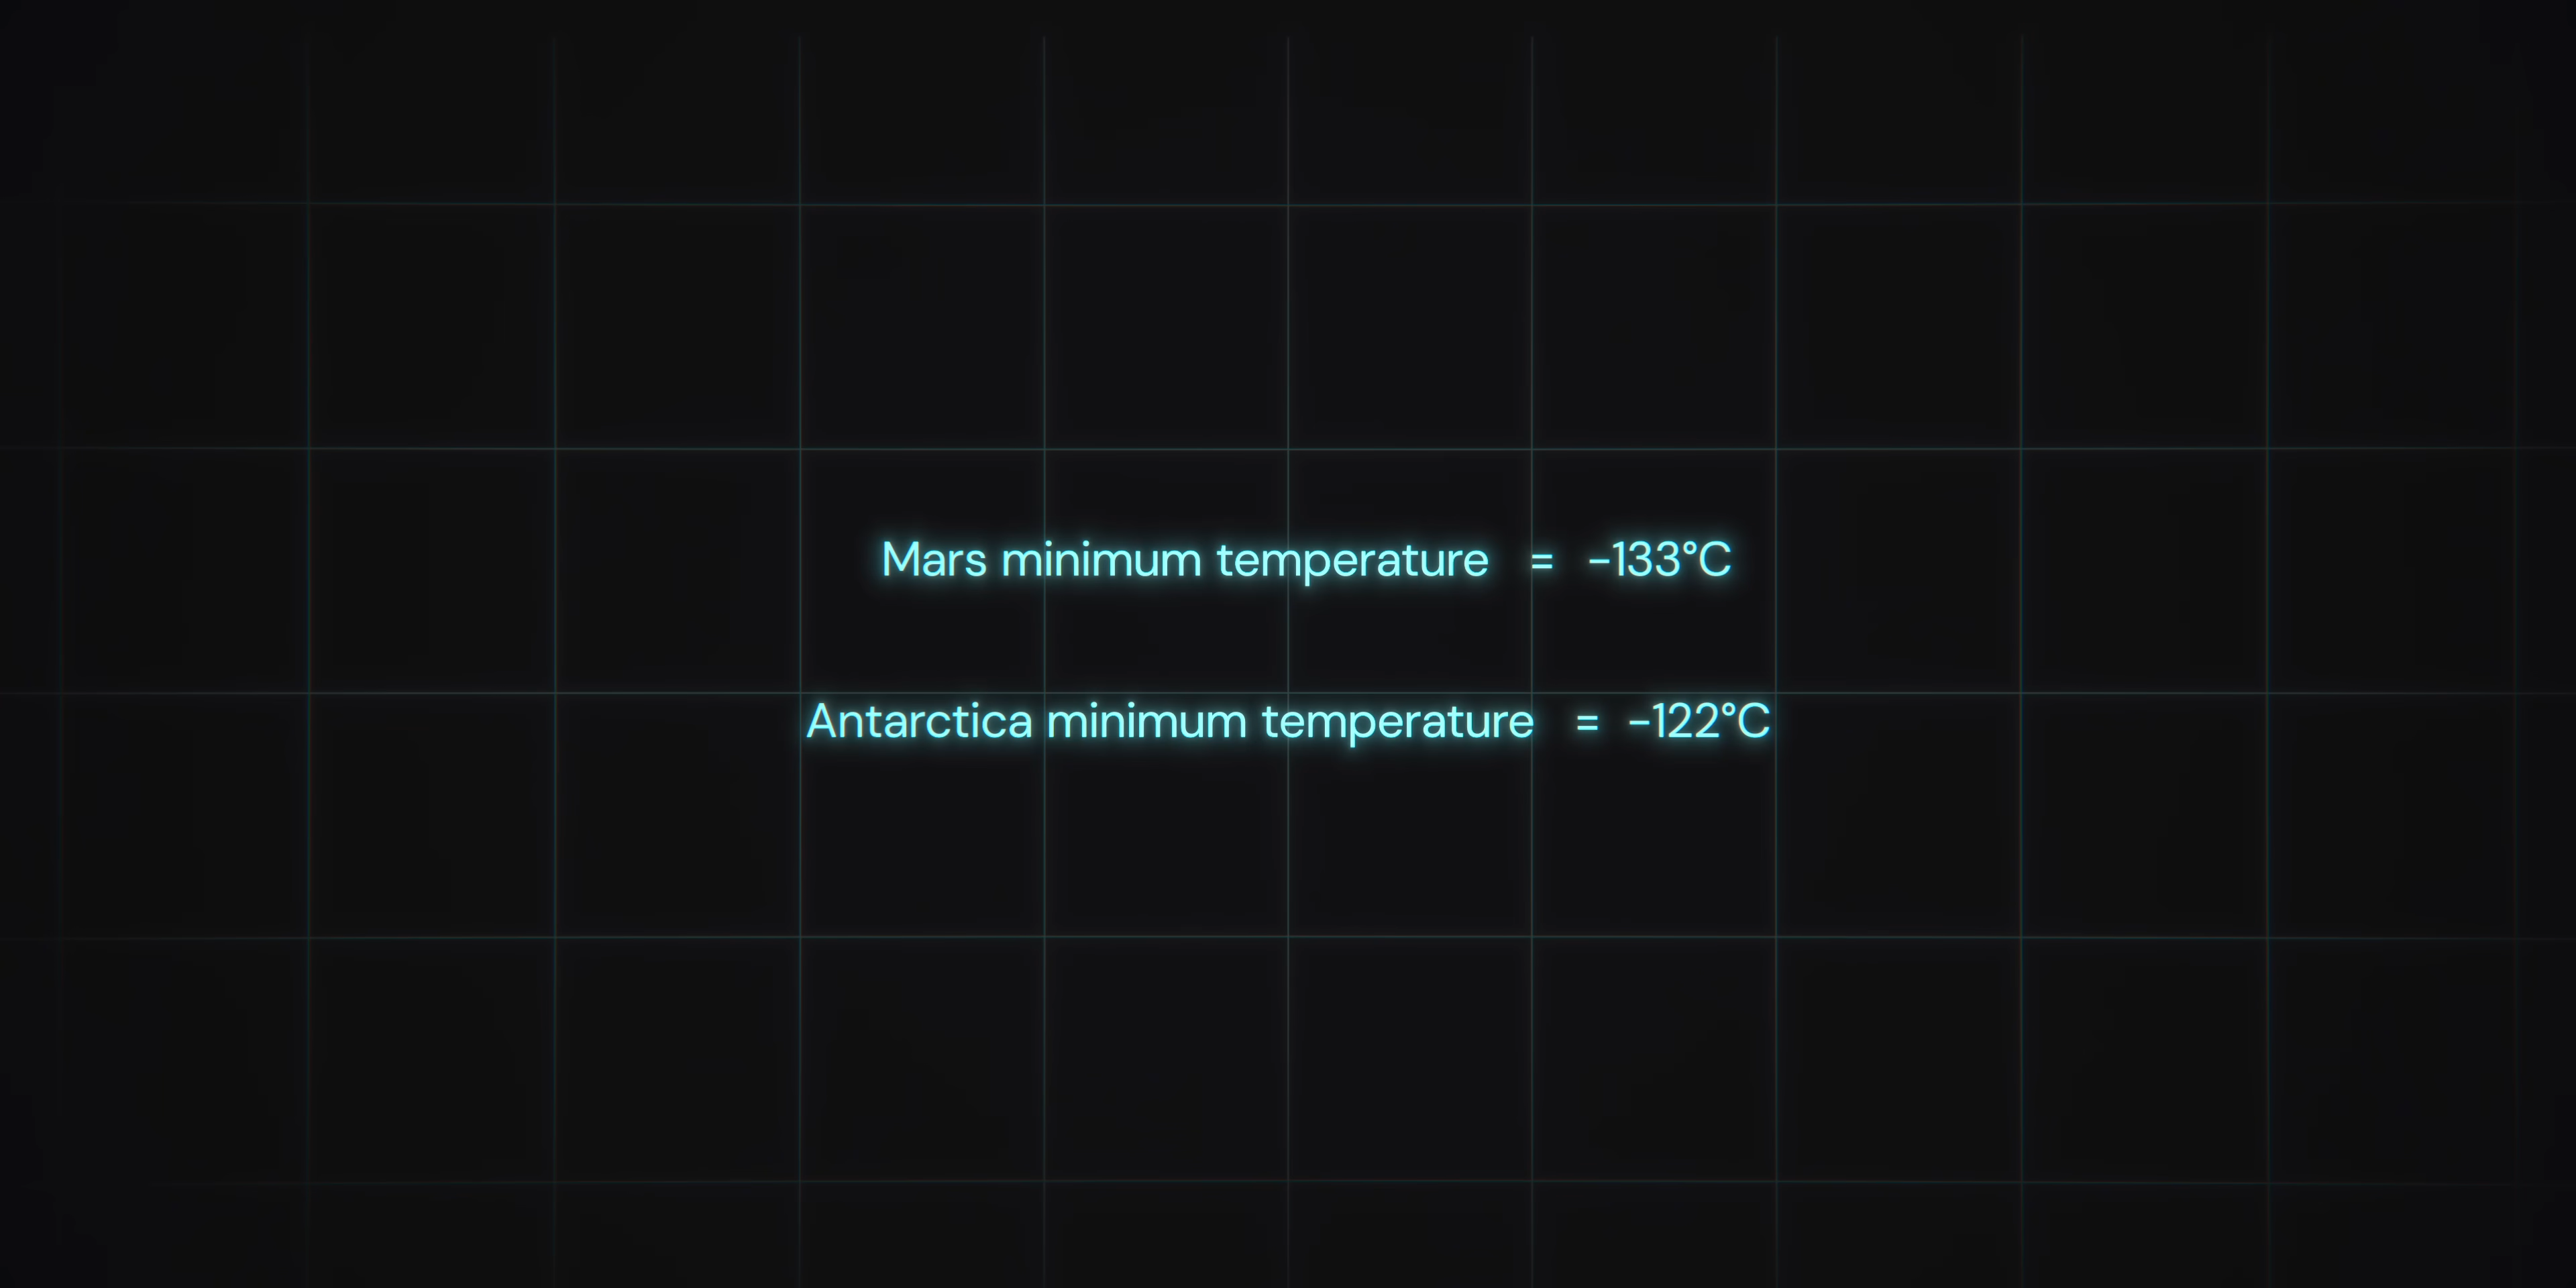 Mars minimum temperature = -133°C
Antarctica minimum temperature = -122°C